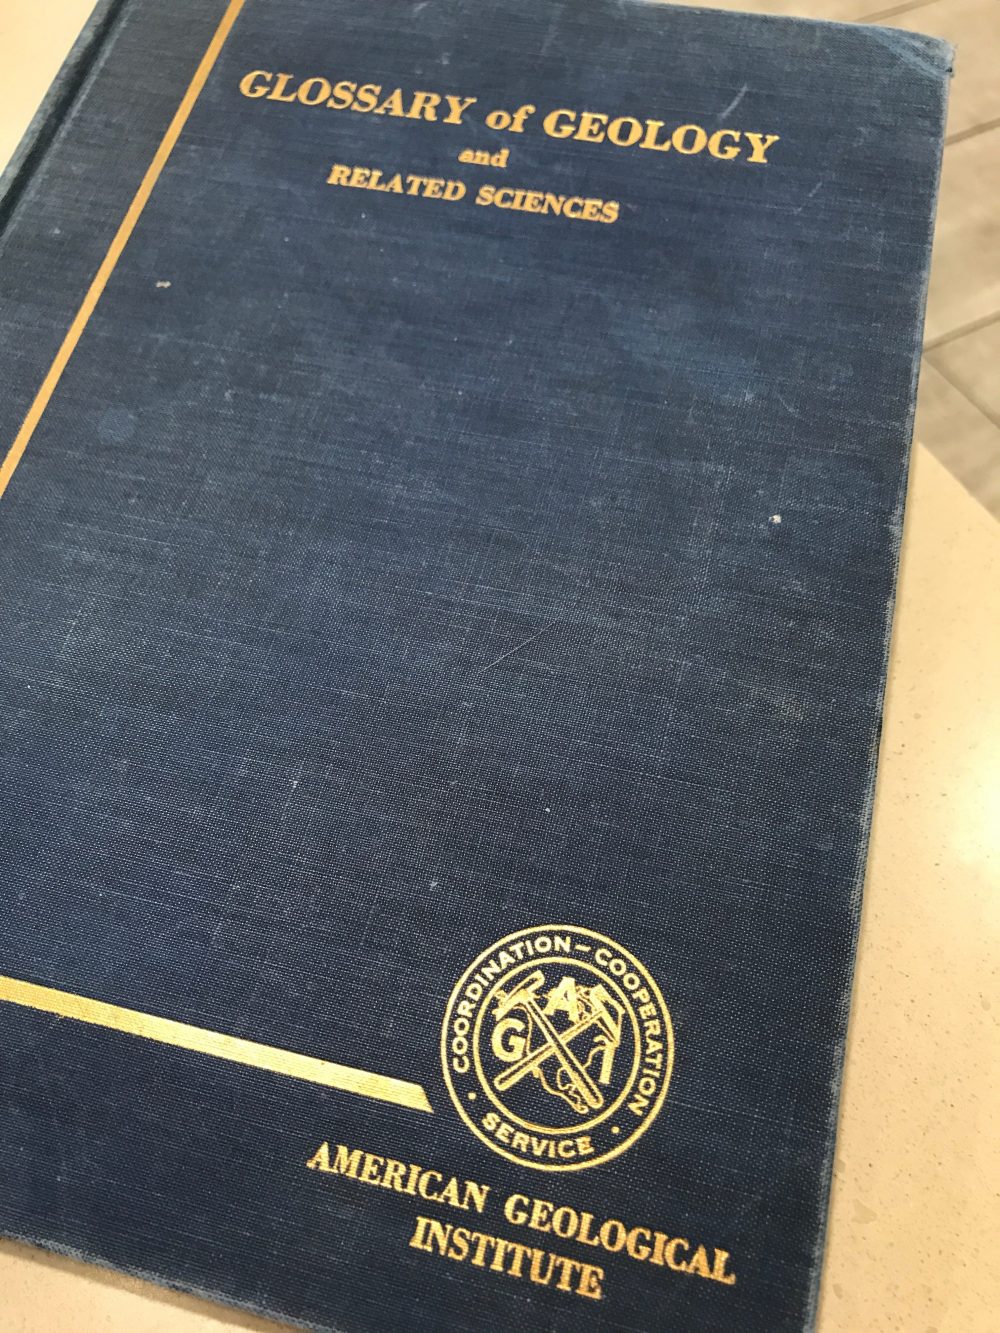 GLOSSARY of GEOLOGY
and
RELATED SCIENCES
COORDINATION – COOPERATION
· SERVICE ·
A
G I
AMERICAN GEOLOGICAL
INSTITUTE